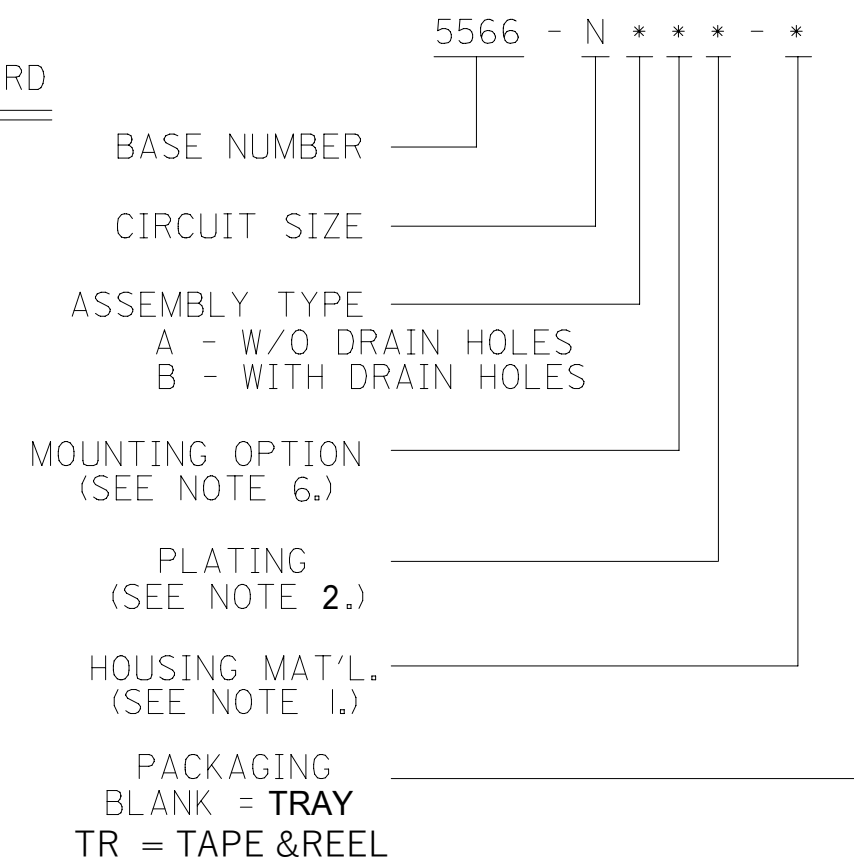 5566 - N * * * - *
RD
BASE NUMBER
CIRCUIT SIZE
ASSEMBLY TYPE
A - W/O DRAIN HOLES
B - WITH DRAIN HOLES
MOUNTING OPTION
(SEE NOTE 6.)
PLATING
(SEE NOTE 2.)
HOUSING MAT'L.
(SEE NOTE 1.)
PACKAGING
BLANK = TRAY
TR = TAPE &REEL